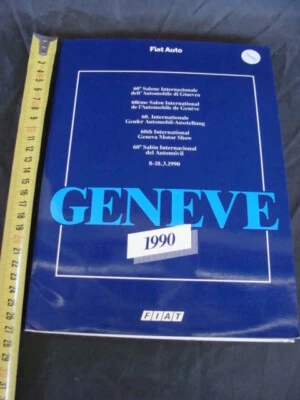 Fiat Auto
60° Salone Internazionale
dell'Automobile di Ginevra
60ème Salon International
de l'Automobile de Genève
60. Internationale
Genfer Automobil-Ausstellung
60th International
Geneva Motor Show
60° Salón Internacional
del Automóvil
8-18.3.1990
GENEVE
1990
FIAT